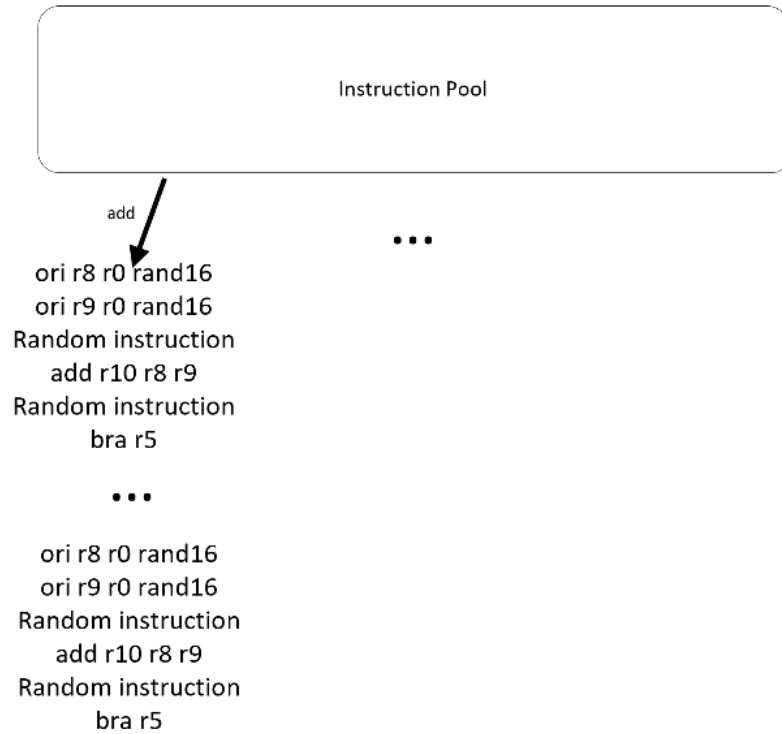 Instruction Pool
add
...
ori r8 r0 rand16
ori r9 r0 rand16
Random instruction
add r10 r8 r9
Random instruction
bra r5
...
ori r8 r0 rand16
ori r9 r0 rand16
Random instruction
add r10 r8 r9
Random instruction
bra r5